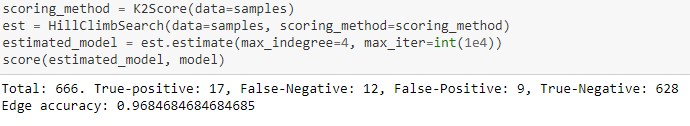 scoring_method = K2Score(data=samples)
est = HillClimbSearch(data=samples, scoring_method=scoring_method)
estimated_model = est.estimate(max_indegree=4, max_iter=int(1e4))
score(estimated_model, model)
Total: 666. True-positive: 17, False-Negative: 12, False-Positive: 9, True-Negative: 628
Edge accuracy: 0.9684684684684685